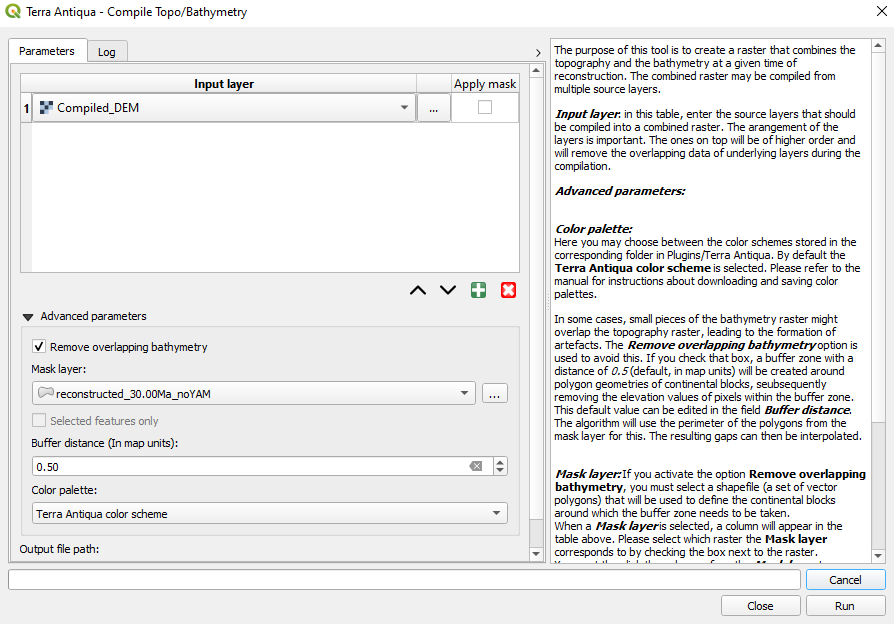 Terra Antiqua - Compile Topo/Bathymetry
Parameters
Log
Input layer
Apply mask
1
Compiled_DEM
...
Advanced parameters
Remove overlapping bathymetry
Mask layer:
reconstructed_30.00Ma_noYAM
...
Selected features only
Buffer distance (In map units):
0.50
Color palette:
Terra Antiqua color scheme
Output file path:
The purpose of this tool is to create a raster that combines the
topography and the bathymetry at a given time of
reconstruction. The combined raster may be compiled from
multiple source layers.
Input layer: in this table, enter the source layers that should
be compiled into a combined raster. The arangement of the
layers is important. The ones on top will be of higher order and
will remove the overlapping data of underlying layers during the
compilation.
Advanced parameters:
Color palette:
Here you may choose between the color schemes stored in the
corresponding folder in Plugins/Terra Antiqua. By default the
Terra Antiqua color scheme is selected. Please refer to the
manual for instructions about downloading and saving color
palettes.
In some cases, small pieces of the bathymetry raster might
overlap the topography raster, leading to the formation of
artefacts. The Remove overlapping bathymetry option is
used to avoid this. If you check that box, a buffer zone with a
distance of 0.5 (default, in map units) will be created around
polygon geometries of continental blocks, seubsequently
removing the elevation values of pixels within the buffer zone.
This default value can be edited in the field Buffer distance.
The algorithm will use the perimeter of the polygons from the
mask layer for this. The resulting gaps can then be interpolated.
Mask layer: If you activate the option Remove overlapping
bathymetry, you must select a shapefile (a set of vector
polygons) that will be used to define the continental blocks
around which the buffer zone needs to be taken.
When a Mask layer is selected, a column will appear in the
table above. Please select which raster the Mask layer
corresponds to by checking the box next to the raster.
Cancel
Close
Run